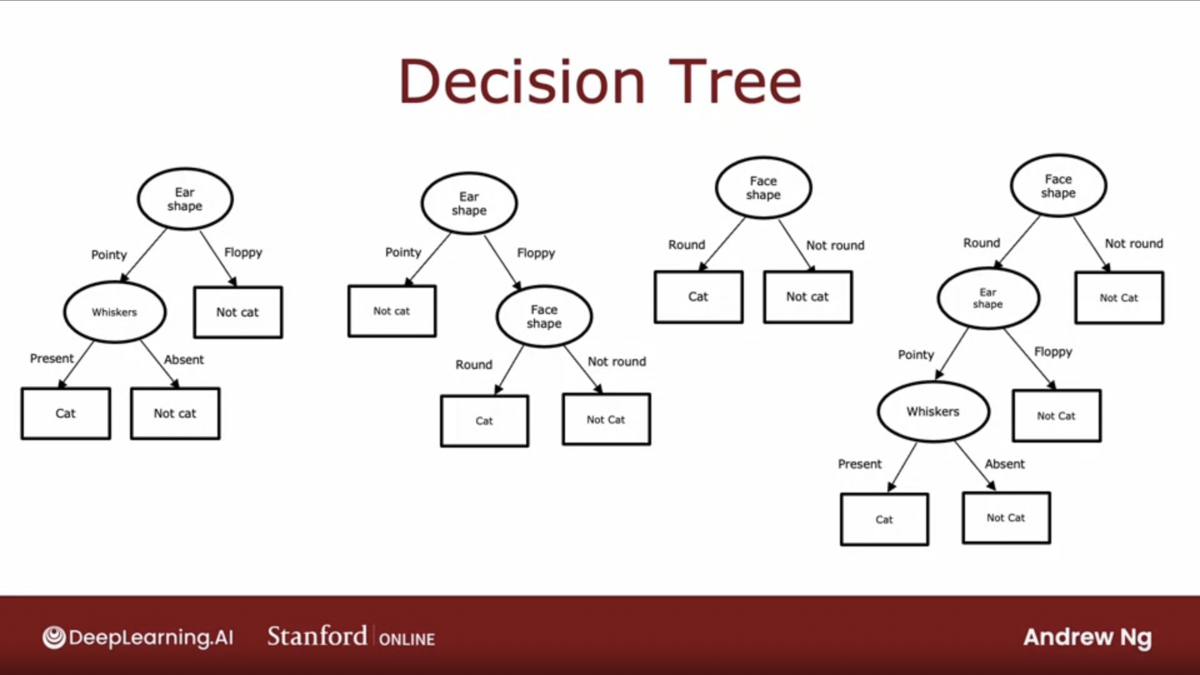 Decision Tree
Ear
shape
Pointy
Floppy
Whiskers
Not cat
Present
Absent
Cat
Not cat
Ear
shape
Pointy
Floppy
Not cat
Face
shape
Round
Not round
Cat
Not Cat
Face
shape
Round
Not round
Cat
Not cat
Face
shape
Round
Not round
Ear
shape
Not Cat
Pointy
Floppy
Whiskers
Not Cat
Present
Absent
Cat
Not Cat
DeepLearning.AI
Stanford ONLINE
Andrew Ng